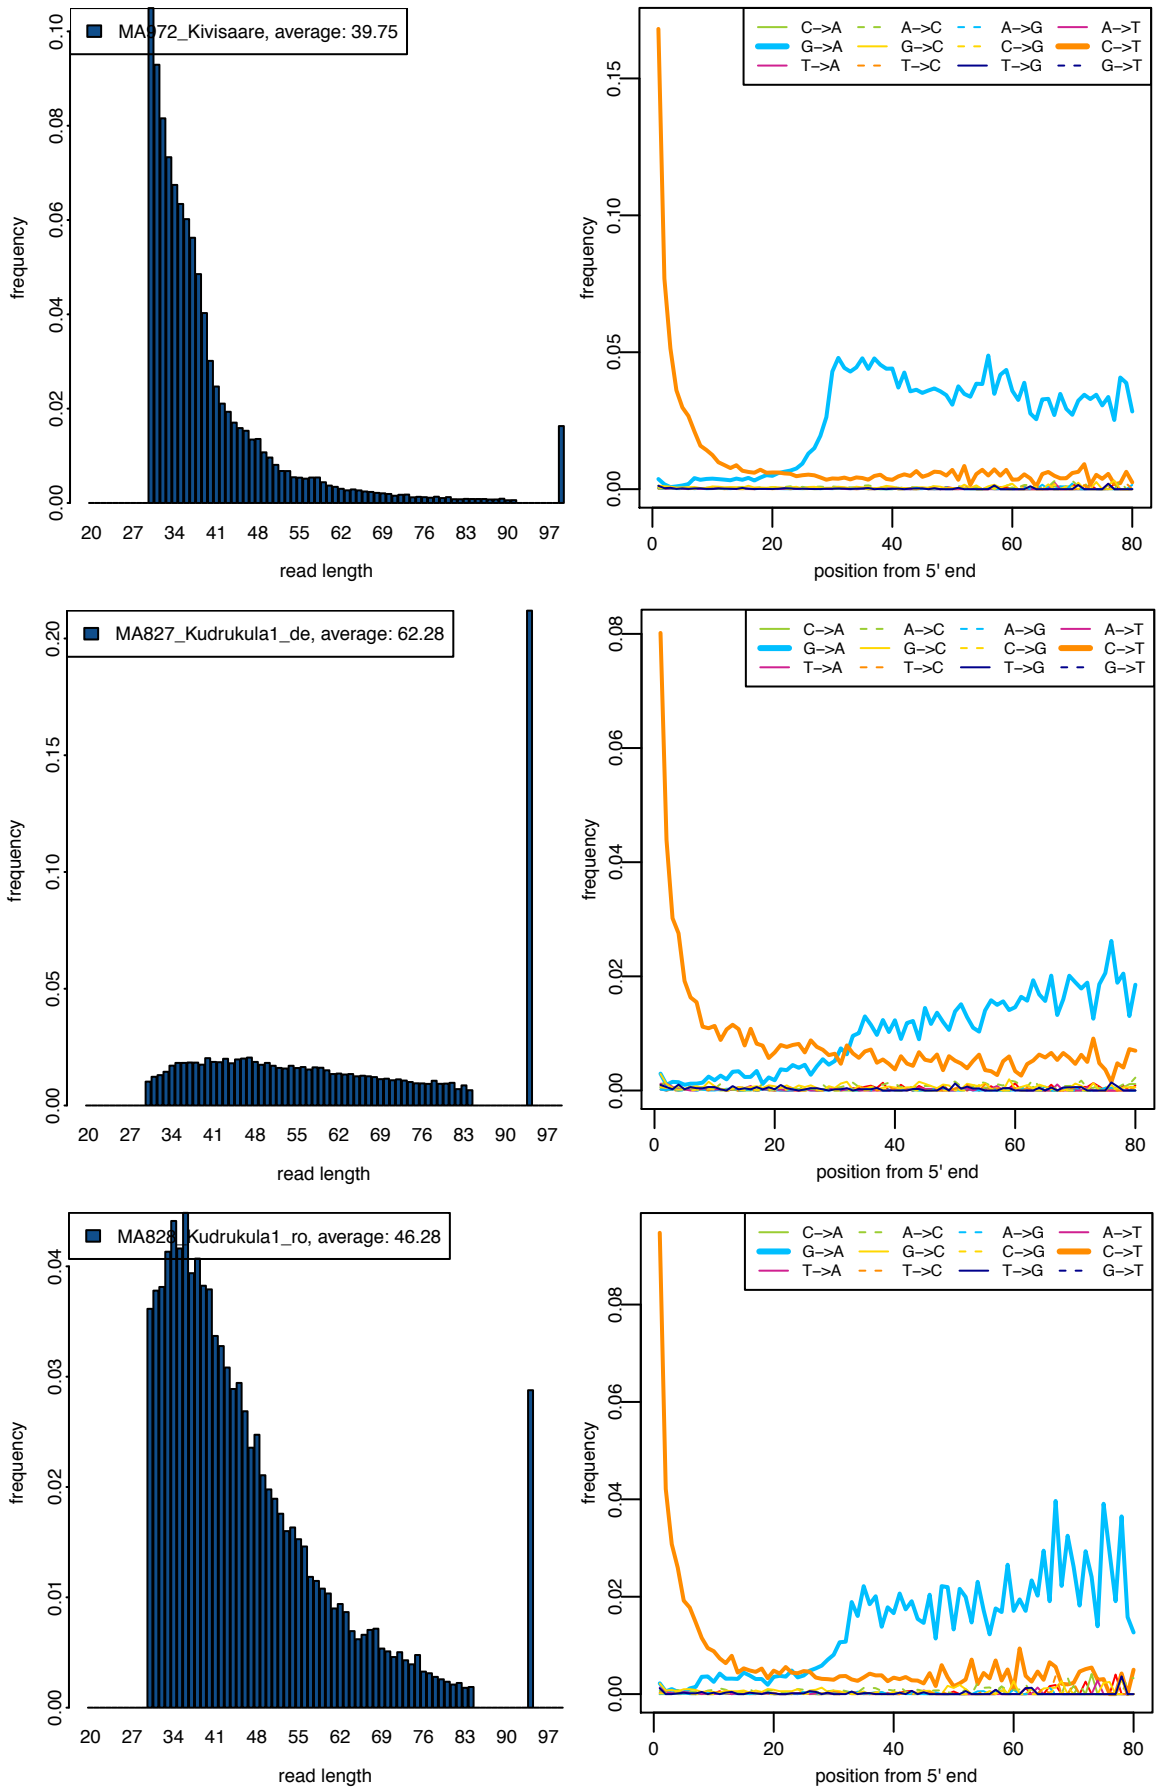 MA972_Kivisaare, average: 39.75
frequency
0.00 0.02 0.04 0.06 0.08 0.10
20 27 34 41 48 55 62 69 76 83 90 97
read length
C−>A A−>C A−>G A−>T
G−>A G−>C C−>G C−>T
T−>A T−>C T−>G G−>T
frequency
0.00 0.05 0.10 0.15
0 20 40 60 80
position from 5' end
MA827_Kudrukula1_de, average: 62.28
frequency
0.00 0.05 0.10 0.15 0.20
20 27 34 41 48 55 62 69 76 83 90 97
read length
C−>A A−>C A−>G A−>T
G−>A G−>C C−>G C−>T
T−>A T−>C T−>G G−>T
frequency
0.00 0.02 0.04 0.06 0.08
0 20 40 60 80
position from 5' end
MA828_Kudrukula1_ro, average: 46.28
frequency
0.00 0.01 0.02 0.03 0.04
20 27 34 41 48 55 62 69 76 83 90 97
read length
C−>A A−>C A−>G A−>T
G−>A G−>C C−>G C−>T
T−>A T−>C T−>G G−>T
frequency
0.00 0.02 0.04 0.06 0.08
0 20 40 60 80
position from 5' end